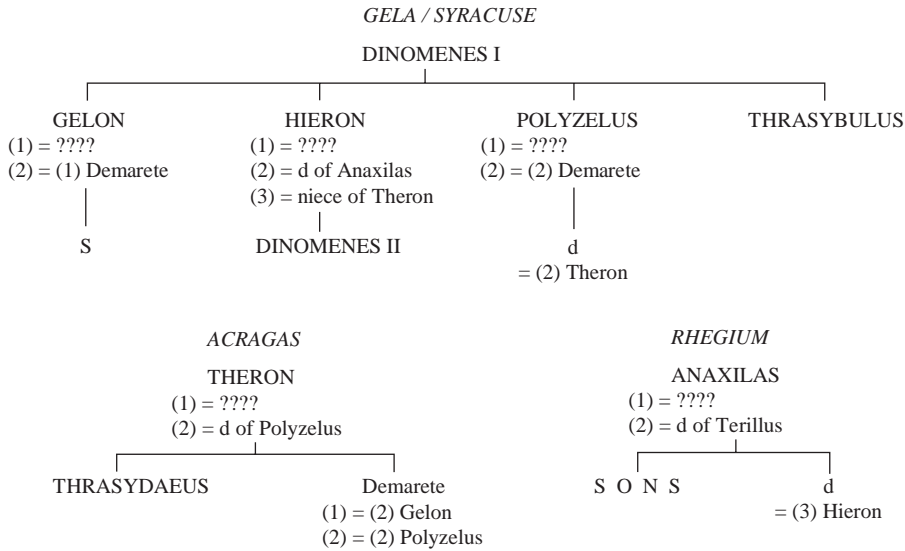 GELA / SYRACUSE
DINOMENES I
GELON
(1) = ????
(2) = (1) Demarete
S
HIERON
(1) = ????
(2) = d of Anaxilas
(3) = niece of Theron
DINOMENES II
POLYZELUS
(1) = ????
(2) = (2) Demarete
d
= (2) Theron
THRASYBULUS
ACRAGAS
THERON
(1) = ????
(2) = d of Polyzelus
THRASYDAEUS
Demarete
(1) = (2) Gelon
(2) = (2) Polyzelus
RHEGIUM
ANAXILAS
(1) = ????
(2) = d of Terillus
S O N S
d
= (3) Hieron